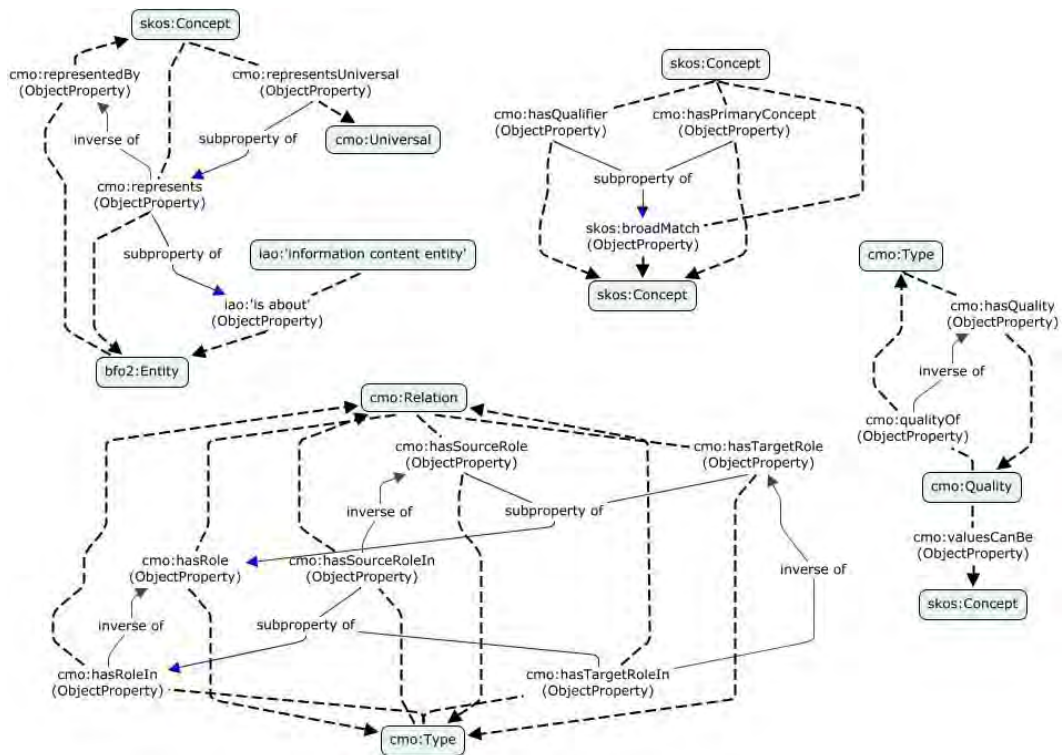 skos:Concept
cmo:representedBy
(ObjectProperty)
cmo:representsUniversal
(ObjectProperty)
inverse of
subproperty of
cmo:Universal
cmo:represents
(ObjectProperty)
subproperty of
iao:'information content entity'
iao:'is about'
(ObjectProperty)
bfo2:Entity
skos:Concept
cmo:hasQualifier
(ObjectProperty)
cmo:hasPrimaryConcept
(ObjectProperty)
subproperty of
skos:broadMatch
(ObjectProperty)
skos:Concept
cmo:Type
cmo:hasQuality
(ObjectProperty)
inverse of
cmo:qualityOf
(ObjectProperty)
cmo:Quality
cmo:valuesCanBe
(ObjectProperty)
skos:Concept
cmo:Relation
cmo:hasSourceRole
(ObjectProperty)
cmo:hasTargetRole
(ObjectProperty)
inverse of
subproperty of
cmo:hasRole
(ObjectProperty)
cmo:hasSourceRoleIn
(ObjectProperty)
inverse of
inverse of
subproperty of
cmo:hasRoleIn
(ObjectProperty)
cmo:hasTargetRoleIn
(ObjectProperty)
cmo:Type